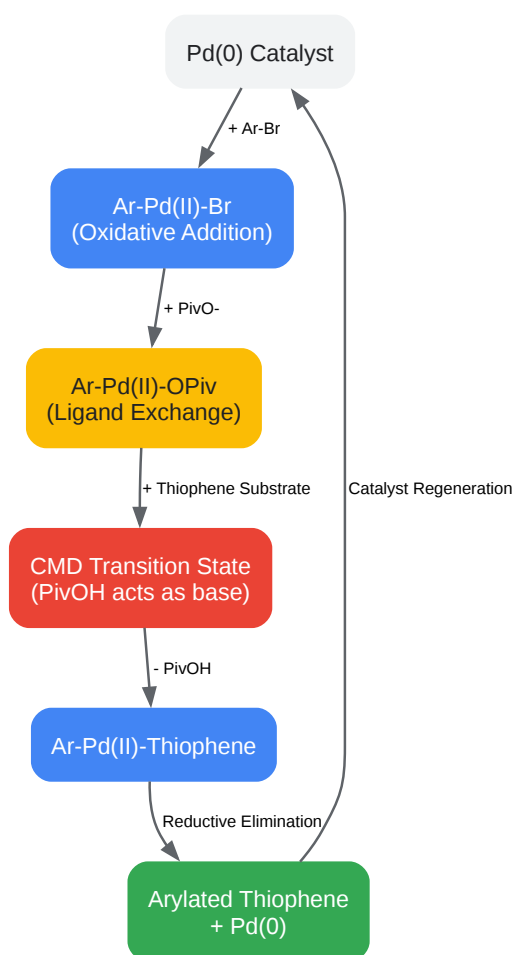 Pd(0) Catalyst
+ Ar-Br
Ar-Pd(II)-Br
(Oxidative Addition)
+ PivO-
Ar-Pd(II)-OPiv
(Ligand Exchange)
+ Thiophene Substrate
Catalyst Regeneration
CMD Transition State
(PivOH acts as base)
- PivOH
Ar-Pd(II)-Thiophene
Reductive Elimination
Arylated Thiophene
+ Pd(0)